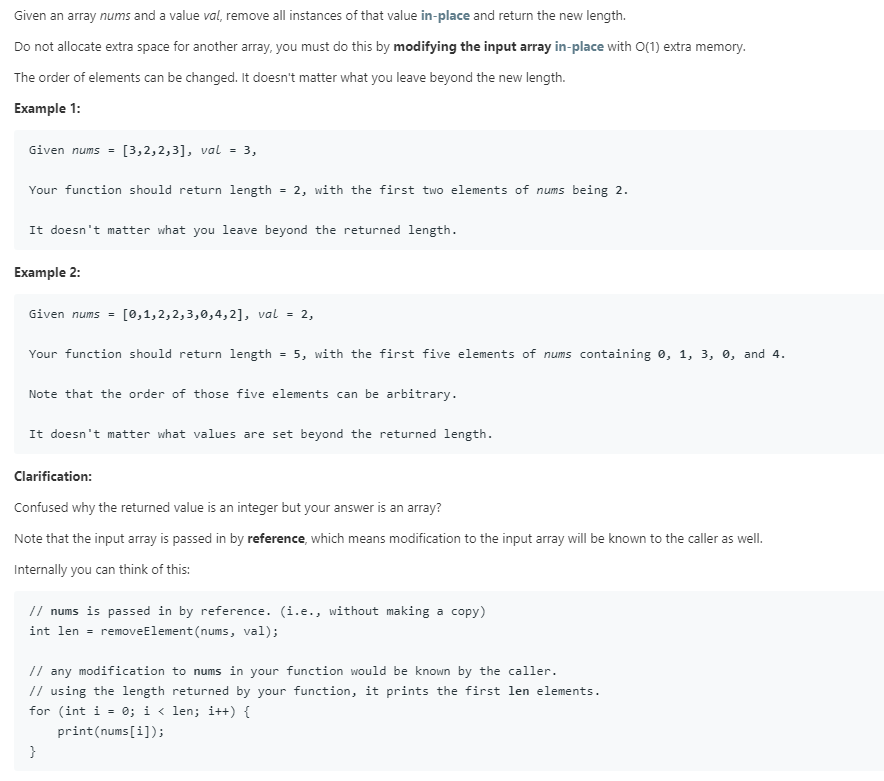 Given an array nums and a value val, remove all instances of that value in-place and return the new length.
Do not allocate extra space for another array, you must do this by modifying the input array in-place with O(1) extra memory.
The order of elements can be changed. It doesn't matter what you leave beyond the new length.
Example 1:
Given nums = [3,2,2,3], val = 3,
Your function should return length = 2, with the first two elements of nums being 2.
It doesn't matter what you leave beyond the returned length.
Example 2:
Given nums = [0,1,2,2,3,0,4,2], val = 2,
Your function should return length = 5, with the first five elements of nums containing 0, 1, 3, 0, and 4.
Note that the order of those five elements can be arbitrary.
It doesn't matter what values are set beyond the returned length.
Clarification:
Confused why the returned value is an integer but your answer is an array?
Note that the input array is passed in by reference, which means modification to the input array will be known to the caller as well.
Internally you can think of this:
// nums is passed in by reference. (i.e., without making a copy)
int len = removeElement(nums, val);
// any modification to nums in your function would be known by the caller.
// using the length returned by your function, it prints the first len elements.
for (int i = 0; i < len; i++) {
    print(nums[i]);
}